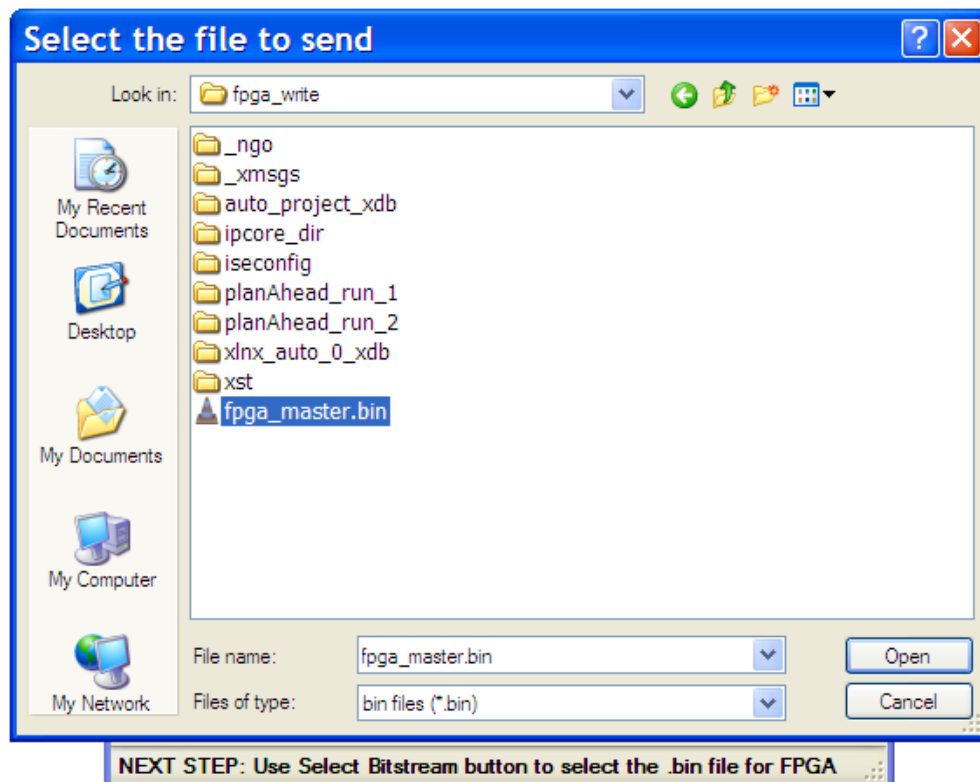 Select the file to send
Look in: fpga_write
My Recent
Documents
Desktop
My Documents
My Computer
My Network
_ngo
_xmsgs
auto_project_xdb
ipcore_dir
iseconfig
planAhead_run_1
planAhead_run_2
xlnx_auto_0_xdb
xst
fpga_master.bin
File name: fpga_master.bin Open
Files of type: bin files (*.bin) Cancel
NEXT STEP: Use Select Bitstream button to select the .bin file for FPGA